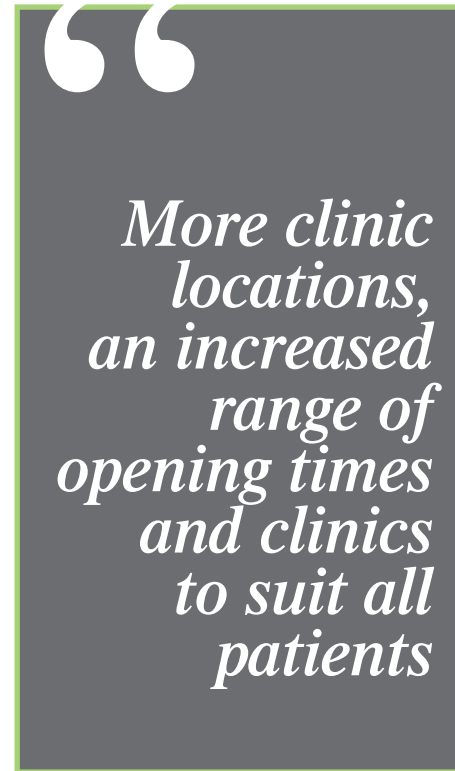 “
More clinic
locations,
an increased
range of
opening times
and clinics
to suit all
patients